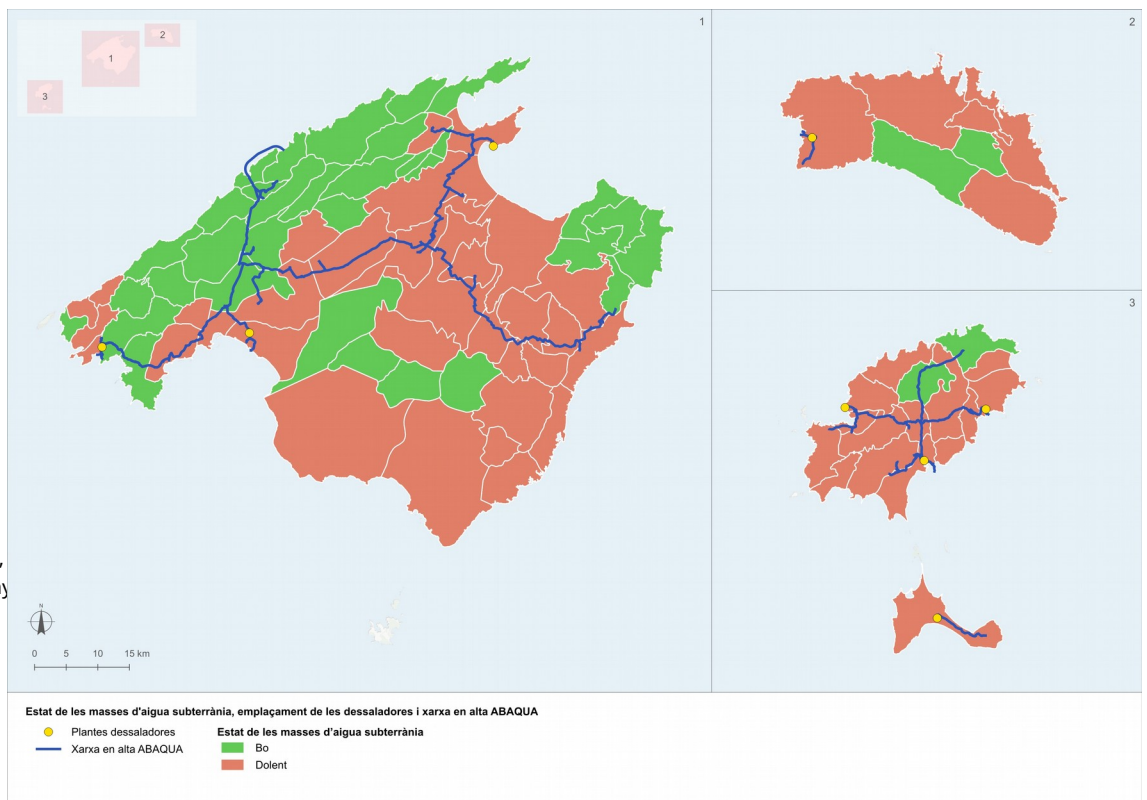 1
2
1
3
2
3
N
0 5 10 15 km
Estat de les masses d'aigua subterrània, emplaçament de les dessaladores i xarxa en alta ABAQUA
Plantes dessaladores
Xarxa en alta ABAQUA
Estat de les masses d'aigua subterrània
Bo
Dolent